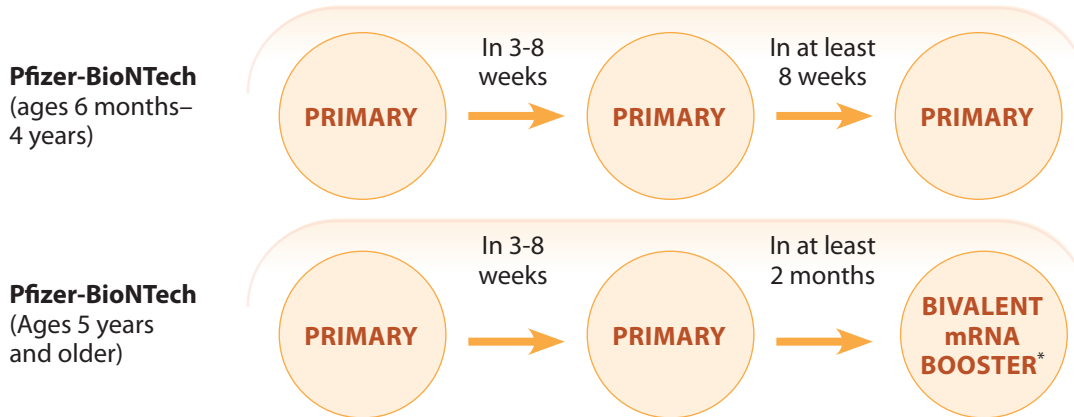 Pfizer-BioNTech
(ages 6 months–
4 years)
PRIMARY
In 3-8
weeks
PRIMARY
In at least
8 weeks
PRIMARY
Pfizer-BioNTech
(Ages 5 years
and older)
PRIMARY
In 3-8
weeks
PRIMARY
In at least
2 months
BIVALENT
mRNA
BOOSTER*